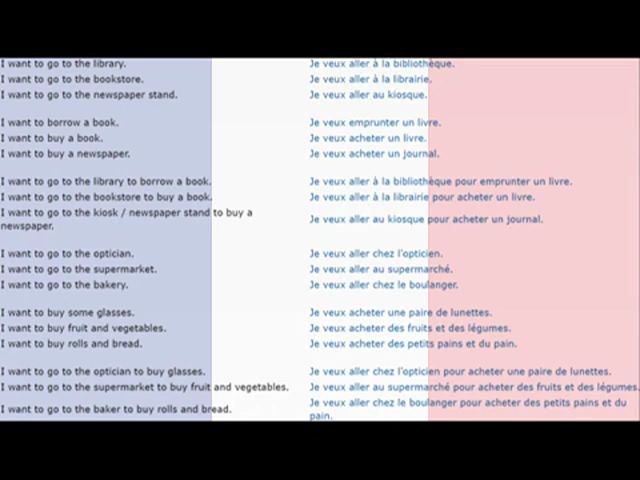 I want to go to the library. Je veux aller à la bibliothèque.
I want to go to the bookstore. Je veux aller à la librairie.
I want to go to the newspaper stand. Je veux aller au kiosque.
I want to borrow a book. Je veux emprunter un livre.
I want to buy a book. Je veux acheter un livre.
I want to buy a newspaper. Je veux acheter un journal.
I want to go to the library to borrow a book. Je veux aller à la bibliothèque pour emprunter un livre.
I want to go to the bookstore to buy a book. Je veux aller à la librairie pour acheter un livre.
I want to go to the kiosk / newspaper stand to buy a
newspaper. Je veux aller au kiosque pour acheter un journal.
I want to go to the optician. Je veux aller chez l'opticien.
I want to go to the supermarket. Je veux aller au supermarché.
I want to go to the bakery. Je veux aller chez le boulanger.
I want to buy some glasses. Je veux acheter une paire de lunettes.
I want to buy fruit and vegetables. Je veux acheter des fruits et des légumes.
I want to buy rolls and bread. Je veux acheter des petits pains et du pain.
I want to go to the optician to buy glasses. Je veux aller chez l'opticien pour acheter une paire de lunettes.
I want to go to the supermarket to buy fruit and vegetables. Je veux aller au supermarché pour acheter des fruits et des légumes.
I want to go to the baker to buy rolls and bread. Je veux aller chez le boulanger pour acheter des petits pains et du
pain.